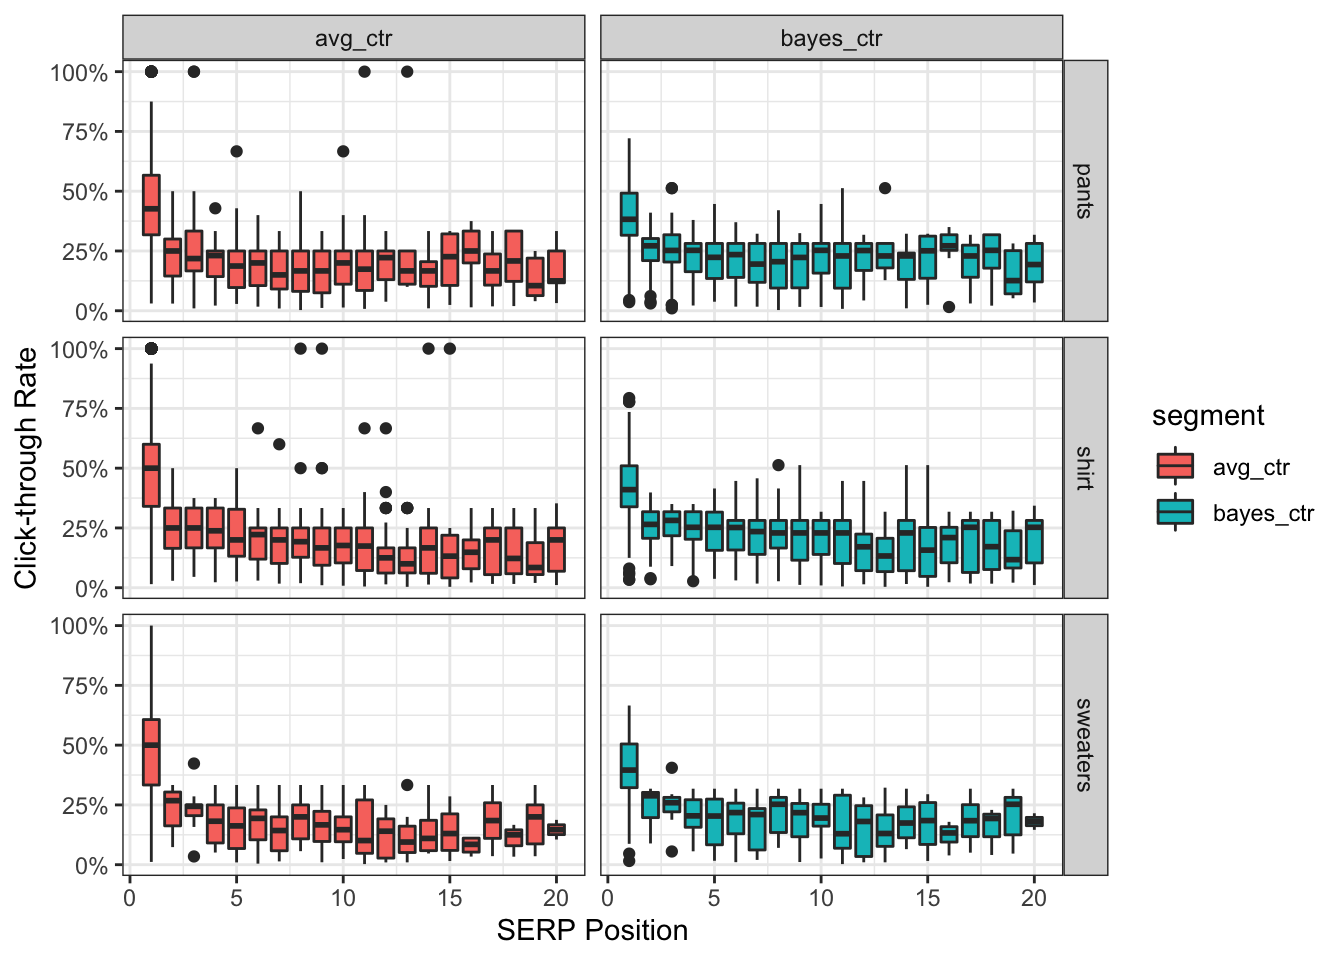 avg_ctr
bayes_ctr
100%
75%
50%
25%
0%
pants
100%
75%
50%
25%
0%
shirt
100%
75%
50%
25%
0%
sweaters
0
5
10
15
20
0
5
10
15
20
SERP Position
Click-through Rate
segment
avg_ctr
bayes_ctr